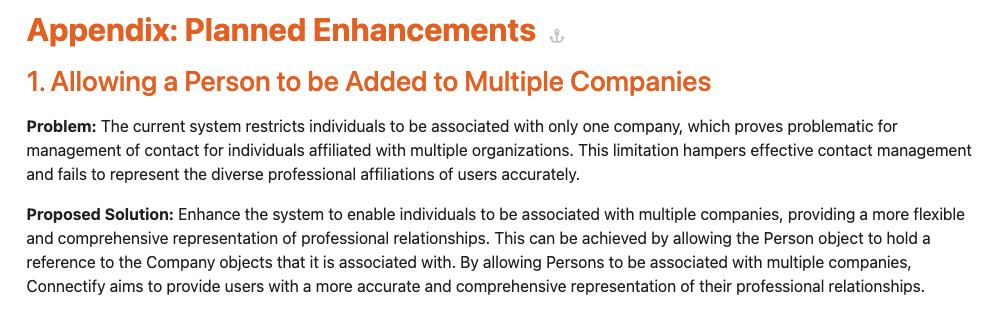 Appendix: Planned Enhancements
1. Allowing a Person to be Added to Multiple Companies
Problem: The current system restricts individuals to be associated with only one company, which proves problematic for
management of contact for individuals affiliated with multiple organizations. This limitation hampers effective contact management
and fails to represent the diverse professional affiliations of users accurately.
Proposed Solution: Enhance the system to enable individuals to be associated with multiple companies, providing a more flexible
and comprehensive representation of professional relationships. This can be achieved by allowing the Person object to hold a
reference to the Company objects that it is associated with. By allowing Persons to be associated with multiple companies,
Connectify aims to provide users with a more accurate and comprehensive representation of their professional relationships.